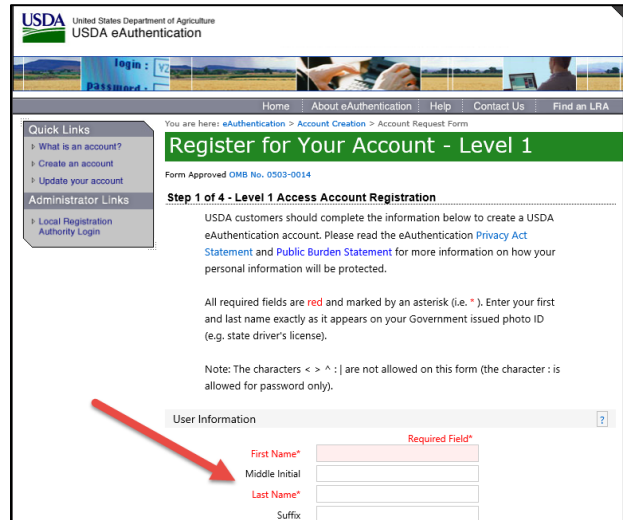 USDA United States Department of Agriculture
USDA eAuthentication
login :
Password :
Home About eAuthentication Help Contact Us Find an LRA
Quick Links
What is an account?
Create an account
Update your account
Administrator Links
Local Registration
Authority Login
You are here: eAuthentication > Account Creation > Account Request Form
Register for Your Account - Level 1
Form Approved OMB No. 0503-0014
Step 1 of 4 - Level 1 Access Account Registration
USDA customers should complete the information below to create a USDA
eAuthentication account. Please read the eAuthentication Privacy Act
Statement and Public Burden Statement for more information on how your
personal information will be protected.
All required fields are red and marked by an asterisk (i.e. * ). Enter your first
and last name exactly as it appears on your Government issued photo ID
(e.g. state driver's license).
Note: The characters < > ^ : | are not allowed on this form (the character : is
allowed for password only).
User Information ?
Required Field*
First Name*
Middle Initial
Last Name*
Suffix